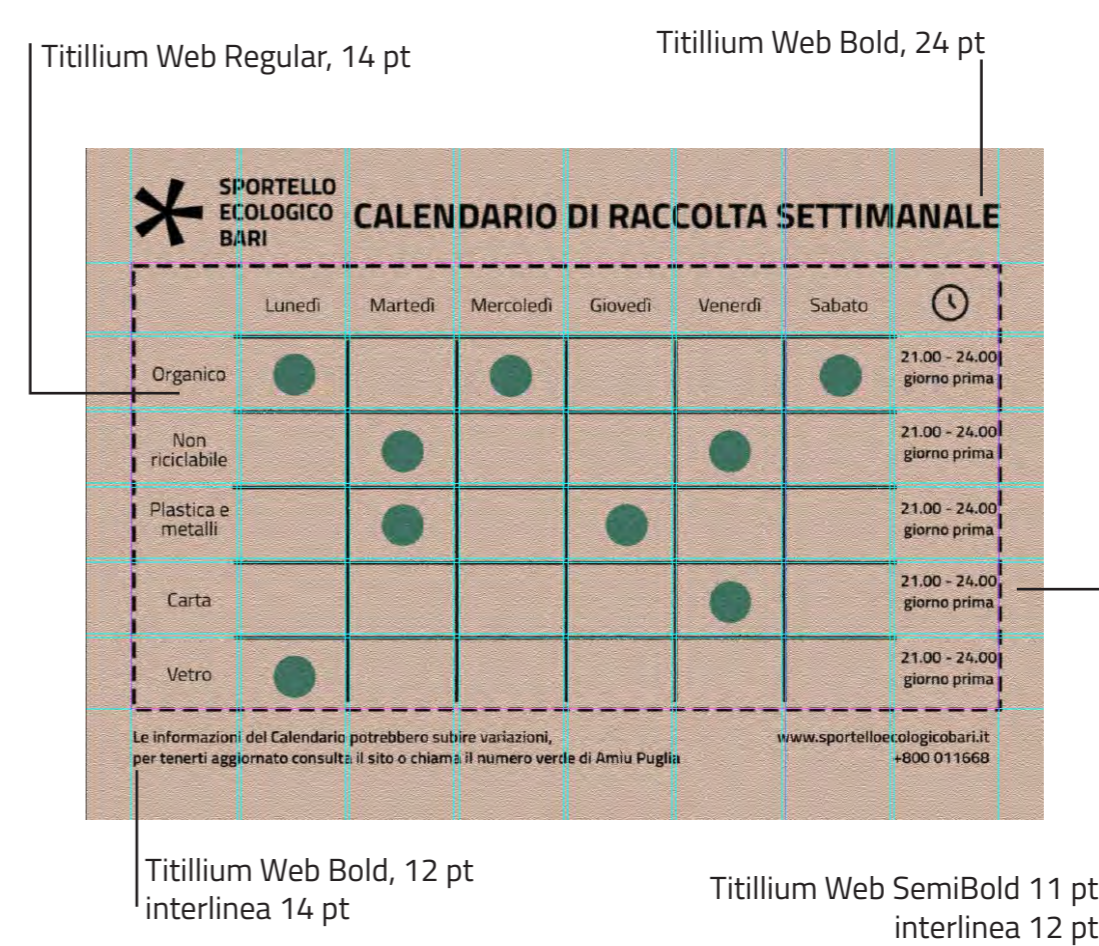 Titillium Web Regular, 14 pt
Titillium Web Bold, 24 pt
SPORTELLO
ECOLOGICO
BARI
CALENDARIO DI RACCOLTA SETTIMANALE
Lunedì Martedì Mercoledì Giovedì Venerdì Sabato
Organico
21.00 - 24.00
giorno prima
Non
riciclabile
21.00 - 24.00
giorno prima
Plastica e
metalli
21.00 - 24.00
giorno prima
Carta
21.00 - 24.00
giorno prima
Vetro
21.00 - 24.00
giorno prima
Le informazioni del Calendario potrebbero subire variazioni,
per tenerti aggiornato consulta il sito o chiama il numero verde di Amiu Puglia
www.sportelloecologicobari.it
+800 011668
Titillium Web Bold, 12 pt
interlinea 14 pt
Titillium Web SemiBold 11 pt
interlinea 12 pt